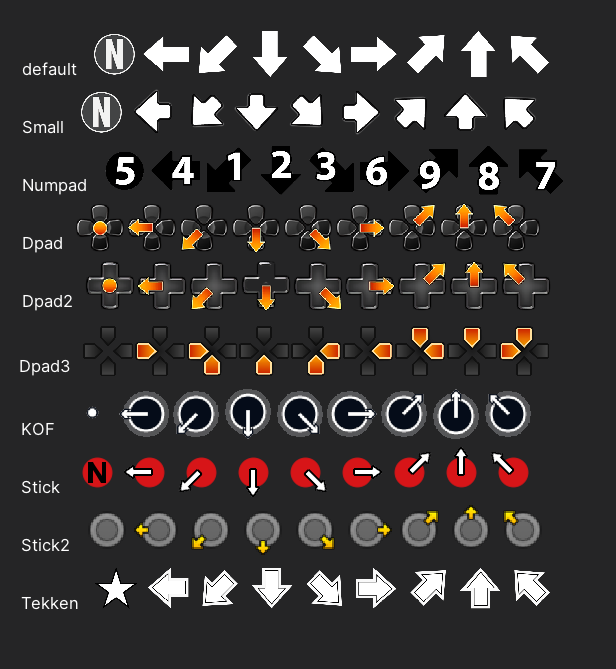 default N
Small N
Numpad 5 4 1 2 3 6 9 8 7
Dpad
Dpad2
Dpad3
KOF
Stick N
Stick2
Tekken